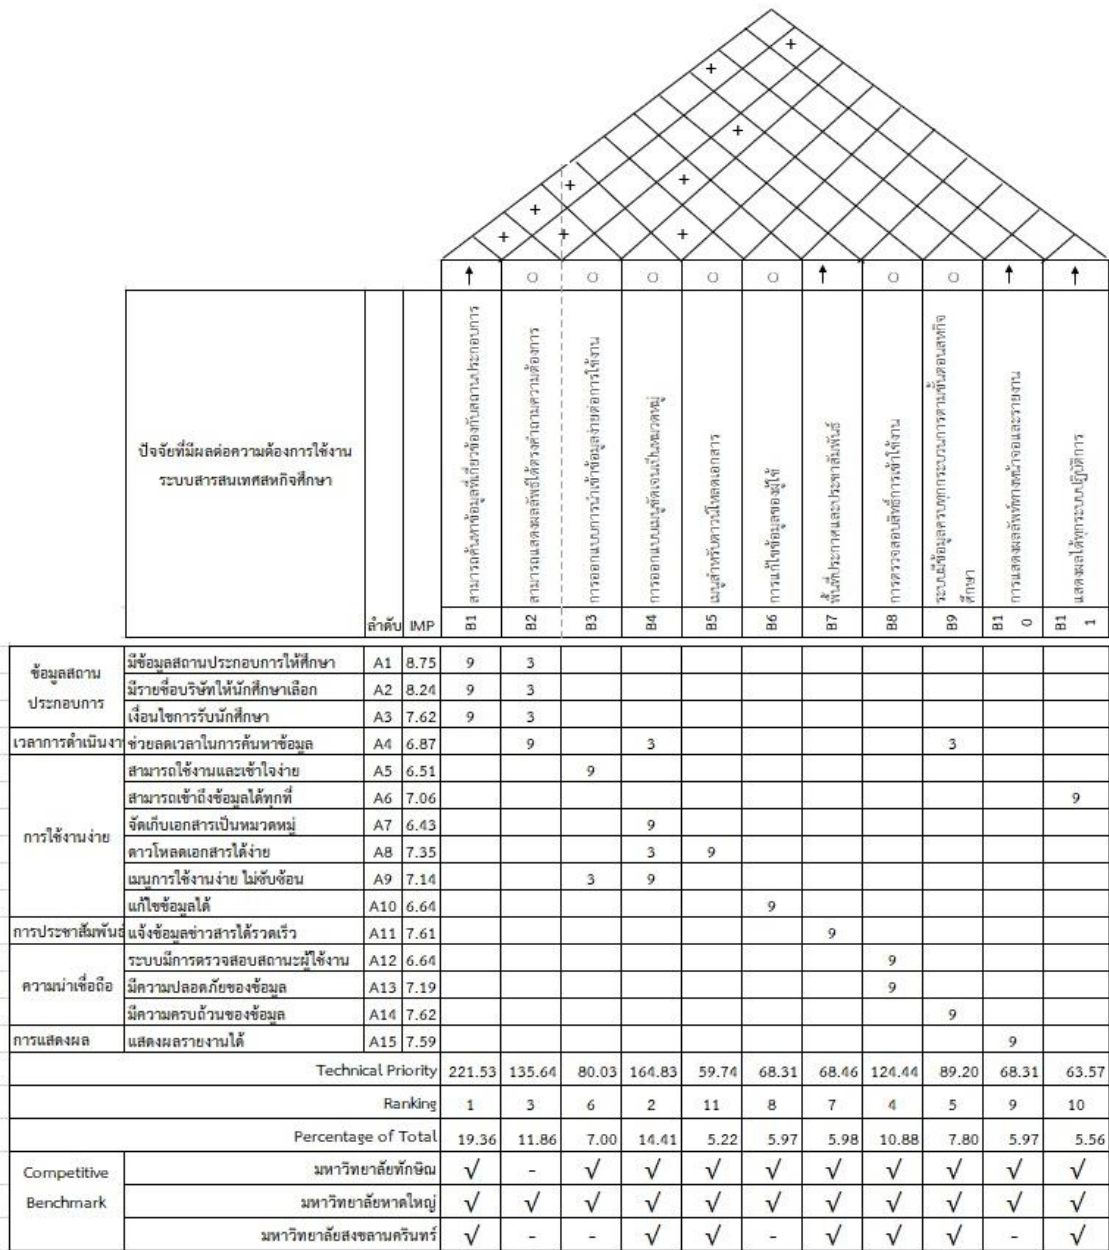 +
+
+
+
+
+
+
+
+
+
↑ ○ ○ ○ ○ ○ ↑ ○ ○ ↑ ↑
ปัจจัยที่มีผลต่อความต้องการใช้งาน
ระบบสารสนเทศสหกิจศึกษา
ลำดับ IMP
สามารถค้นหาข้อมูลที่เกี่ยวข้องกับสถานประกอบการ
สามารถแสดงผลลัพธ์ได้ตรงคำถามความต้องการ
การออกแบบการนำเข้าข้อมูลง่ายต่อการใช้งาน
การออกแบบเมนูชัดเจนเป็นหมวดหมู่
เมนูสำหรับดาวน์โหลดเอกสาร
การแก้ไขข้อมูลของผู้ใช้
พื้นที่ประกาศและประชาสัมพันธ์
การตรวจสอบสิทธิ์การเข้าใช้งาน
ระบบมีข้อมูลครบทุกกระบวนการตามขั้นตอนสหกิจ
ศึกษา
การแสดงผลลัพท์ทางหน้าจอและรายงาน
แสดงผลได้ทุกระบบปฏิบัติการ
B1 B2 B3 B4 B5 B6 B7 B8 B9 B1 0 B1 1
ข้อมูลสถาน
ประกอบการ
มีข้อมูลสถานประกอบการให้ศึกษา A1 8.75 9 3
มีรายชื่อบริษัทให้นักศึกษาเลือก A2 8.24 9 3
เงื่อนไขการรับนักศึกษา A3 7.62 9 3
เวลาการดำเนินงา ช่วยลดเวลาในการค้นหาข้อมูล A4 6.87 9 3 3
การใช้งานง่าย
สามารถใช้งานและเข้าใจง่าย A5 6.51 9
สามารถเข้าถึงข้อมูลได้ทุกที่ A6 7.06 9
จัดเก็บเอกสารเป็นหมวดหมู่ A7 6.43 9
ดาวโหลดเอกสารได้ง่าย A8 7.35 3 9
เมนูการใช้งานง่าย ไม่ซับซ้อน A9 7.14 3 9
แก้ไขข้อมูลได้ A10 6.64 9
การประชาสัมพันธ์ แจ้งข้อมูลข่าวสารได้รวดเร็ว A11 7.61 9
ความน่าเชื่อถือ
ระบบมีการตรวจสอบสถานะผู้ใช้งาน A12 6.64 9
มีความปลอดภัยของข้อมูล A13 7.19 9
มีความครบถ้วนของข้อมูล A14 7.62 9
การแสดงผล แสดงผลรายงานได้ A15 7.59 9
Technical Priority 221.53 135.64 80.03 164.83 59.74 68.31 68.46 124.44 89.20 68.31 63.57
Ranking 1 3 6 2 11 8 7 4 5 9 10
Percentage of Total 19.36 11.86 7.00 14.41 5.22 5.97 5.98 10.88 7.80 5.97 5.56
Competitive
Benchmark
มหาวิทยาลัยทักษิณ √ - √ √ √ √ √ √ √ √ √
มหาวิทยาลัยหาดใหญ่ √ √ √ √ √ √ √ √ √ √ √
มหาวิทยาลัยสงขลานครินทร์ √ - - √ √ - √ √ √ - √